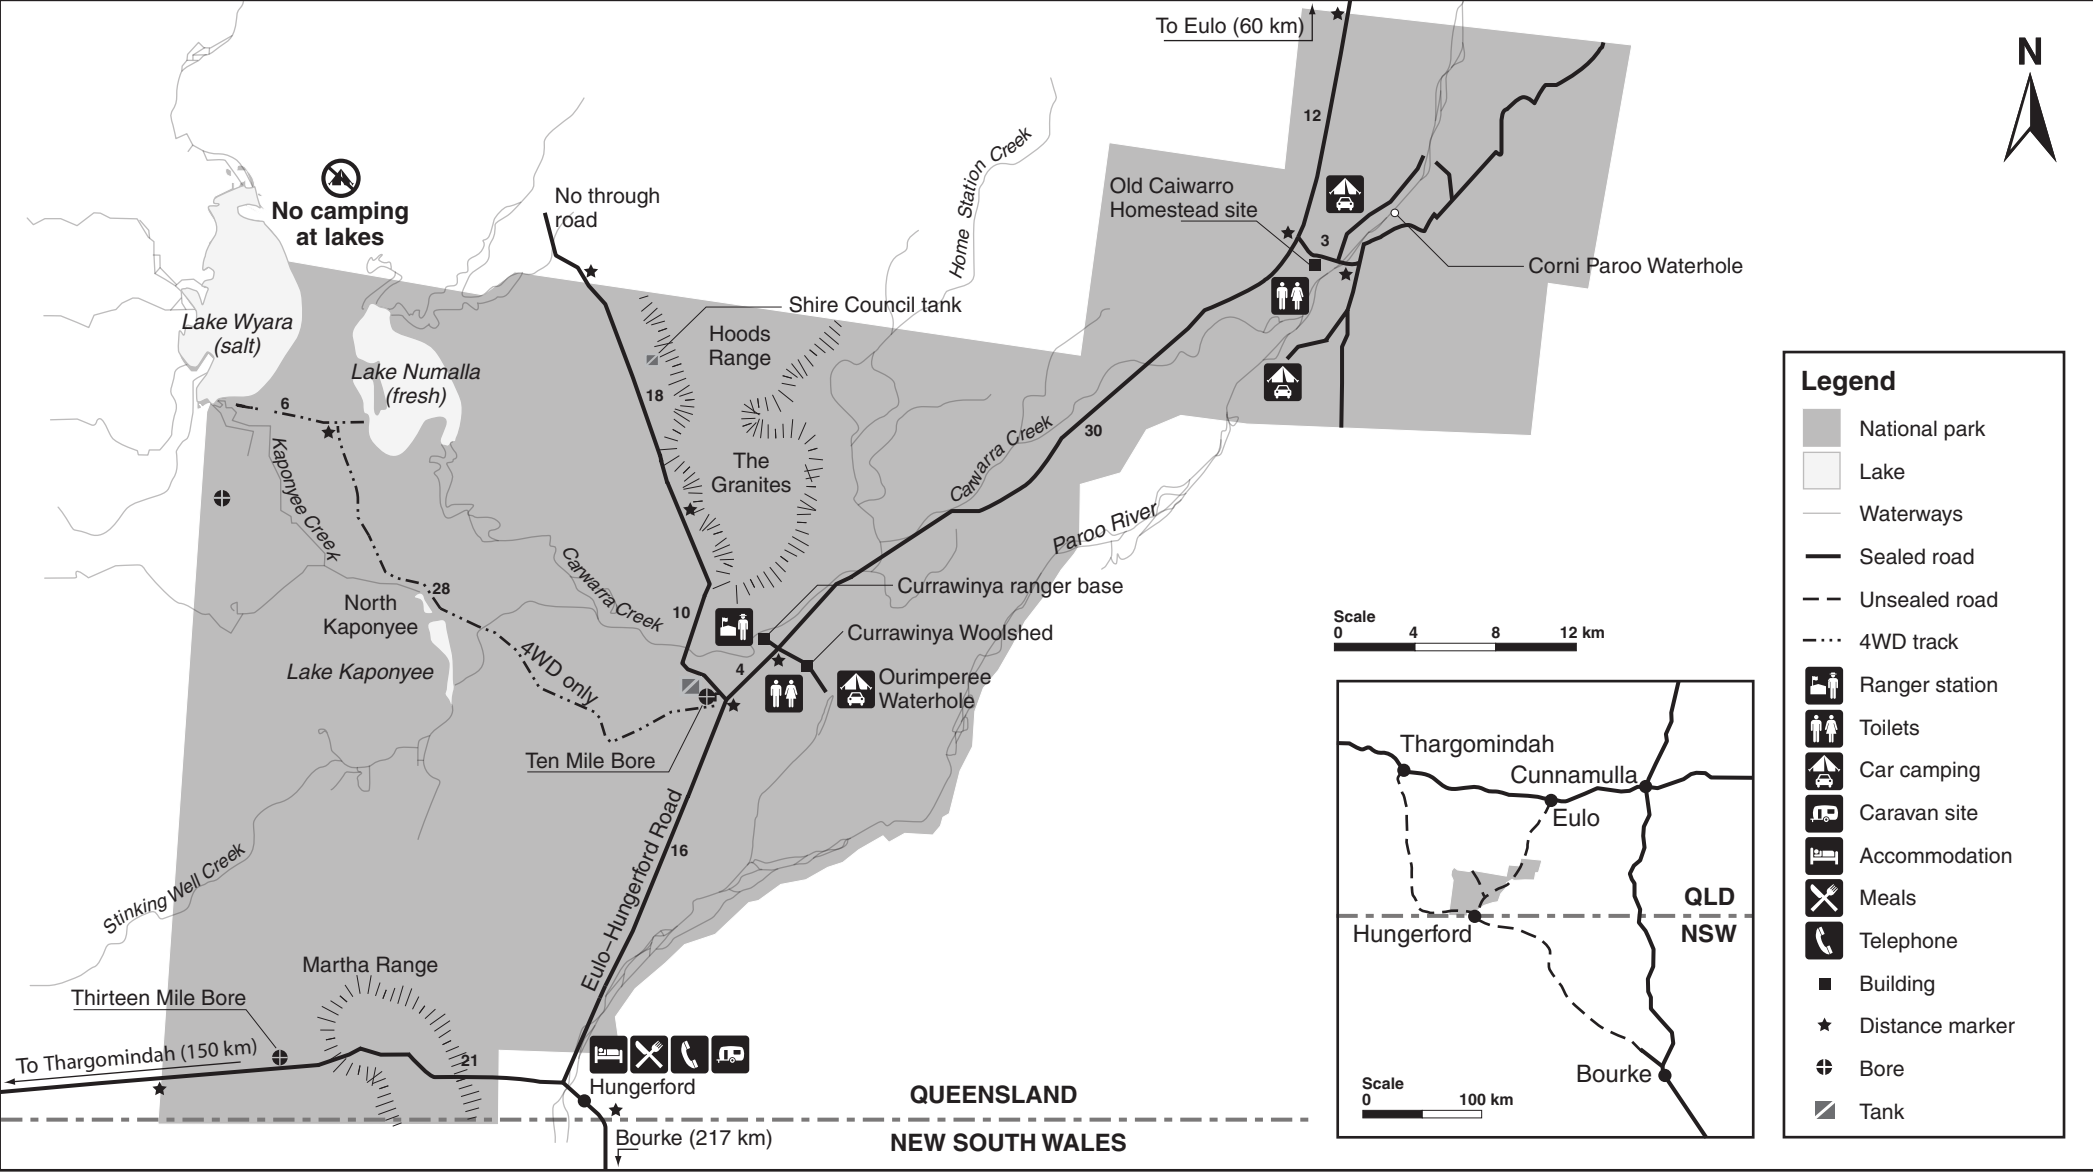 To Eulo (60 km)
N
12
No camping
at lakes
No through
road
Home Station Creek
Old Caiwarro
Homestead site
3
Corni Paroo Waterhole
Lake Wyara
(salt)
Shire Council tank
Hoods
Range
Lake Numalla
(fresh)
6
18
30
Kaponyee Creek
The
Granites
Carwarra Creek
Paroo River
Carwarra Creek
28
North
Kaponyee
10
Currawinya ranger base
Currawinya Woolshed
Lake Kaponyee
4WD only
4
Ourimperee
Waterhole
Ten Mile Bore
Eulo–Hungerford Road
16
Stinking Well Creek
Martha Range
Thirteen Mile Bore
To Thargomindah (150 km)
21
Hungerford
QUEENSLAND
NEW SOUTH WALES
Bourke (217 km)
Scale
0 4 8 12 km
Thargomindah
Cunnamulla
Eulo
QLD
NSW
Hungerford
Bourke
Scale
0 100 km
Legend
National park
Lake
Waterways
Sealed road
Unsealed road
4WD track
Ranger station
Toilets
Car camping
Caravan site
Accommodation
Meals
Telephone
Building
Distance marker
Bore
Tank